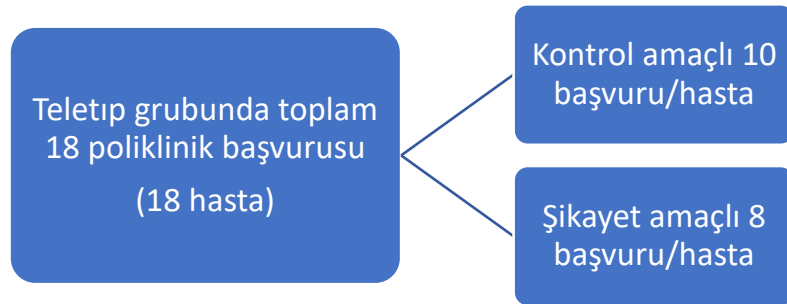 Teletıp grubunda toplam
18 poliklinik başvurusu
(18 hasta)
Kontrol amaçlı 10
başvuru/hasta
Şikayet amaçlı 8
başvuru/hasta